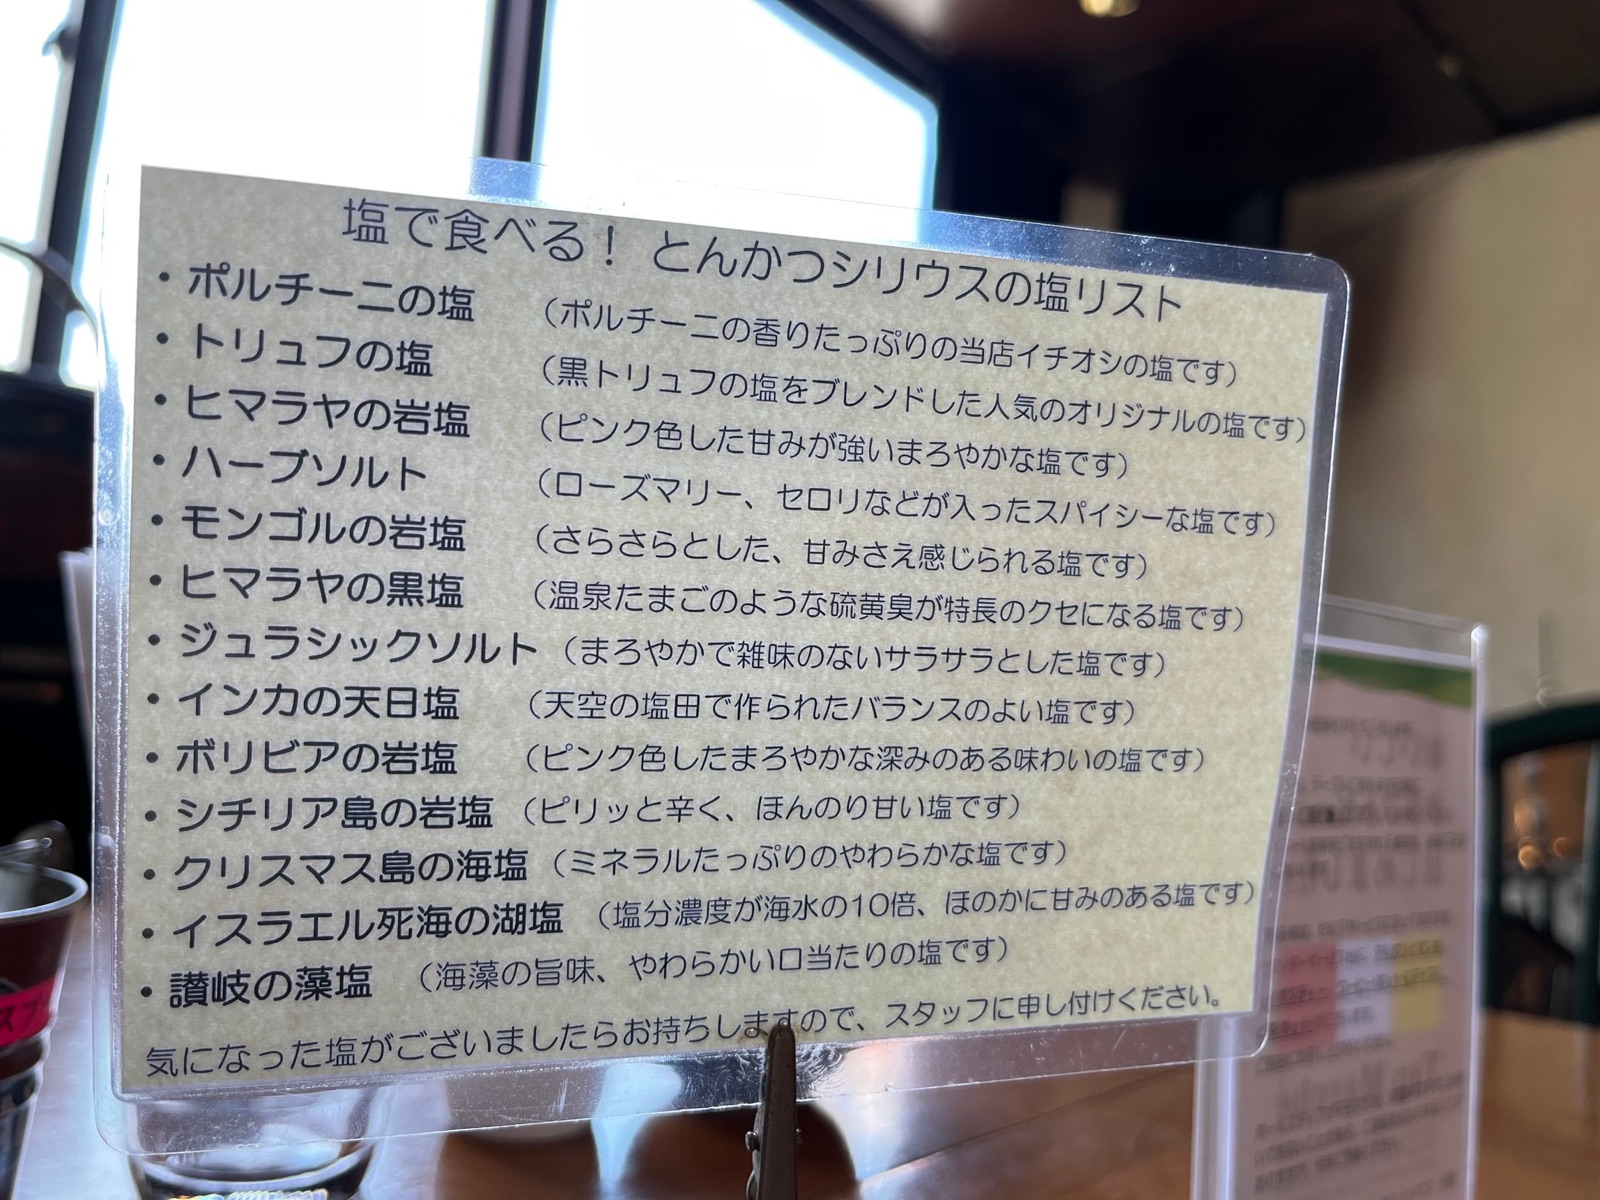 塩で食べる！ とんかつシリウスの塩リスト
・ポルチーニの塩 （ポルチーニの香りたっぷりの当店イチオシの塩です）
・トリュフの塩 （黒トリュフの塩をブレンドした人気のオリジナルの塩です）
・ヒマラヤの岩塩 （ピンク色した甘みが強いまろやかな塩です）
・ハーブソルト （ローズマリー、セロリなどが入ったスパイシーな塩です）
・モンゴルの岩塩 （さらさらとした、甘みさえ感じられる塩です）
・ヒマラヤの黒塩 （温泉たまごのような硫黄臭が特長のクセになる塩です）
・ジュラシックソルト （まろやかで雑味のないサラサラとした塩です）
・インカの天日塩 （天空の塩田で作られたバランスのよい塩です）
・ボリビアの岩塩 （ピンク色したまろやかな深みのある味わいの塩です）
・シチリア島の岩塩 （ピリッと辛く、ほんのり甘い塩です）
・クリスマス島の海塩 （ミネラルたっぷりのやわらかな塩です）
・イスラエル死海の湖塩 （塩分濃度が海水の10倍、ほのかに甘みのある塩です）
・讃岐の藻塩 （海藻の旨味、やわらかい口当たりの塩です）
気になった塩がございましたらお持ちしますので、スタッフに申し付けください。